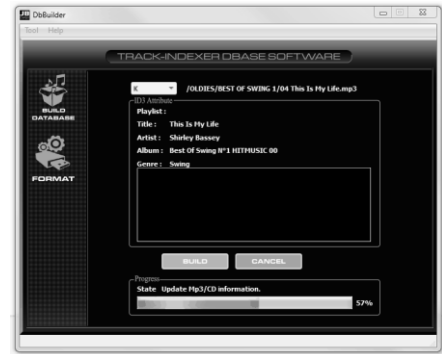 DbBuilder
Tool Help
TRACK-INDEXER DBASE SOFTWARE
K /OLDIES/BEST OF SWING 1/04 This Is My Life.mp3
ID3 Attribute
Playlist :
Title : This Is My Life
Artist : Shirley Bassey
Album : Best Of Swing N°1 HITMUSIC 00
Genre : Swing
BUILD
DATABASE
FORMAT
BUILD CANCEL
Progress
State Update Mp3/CD information.
57%